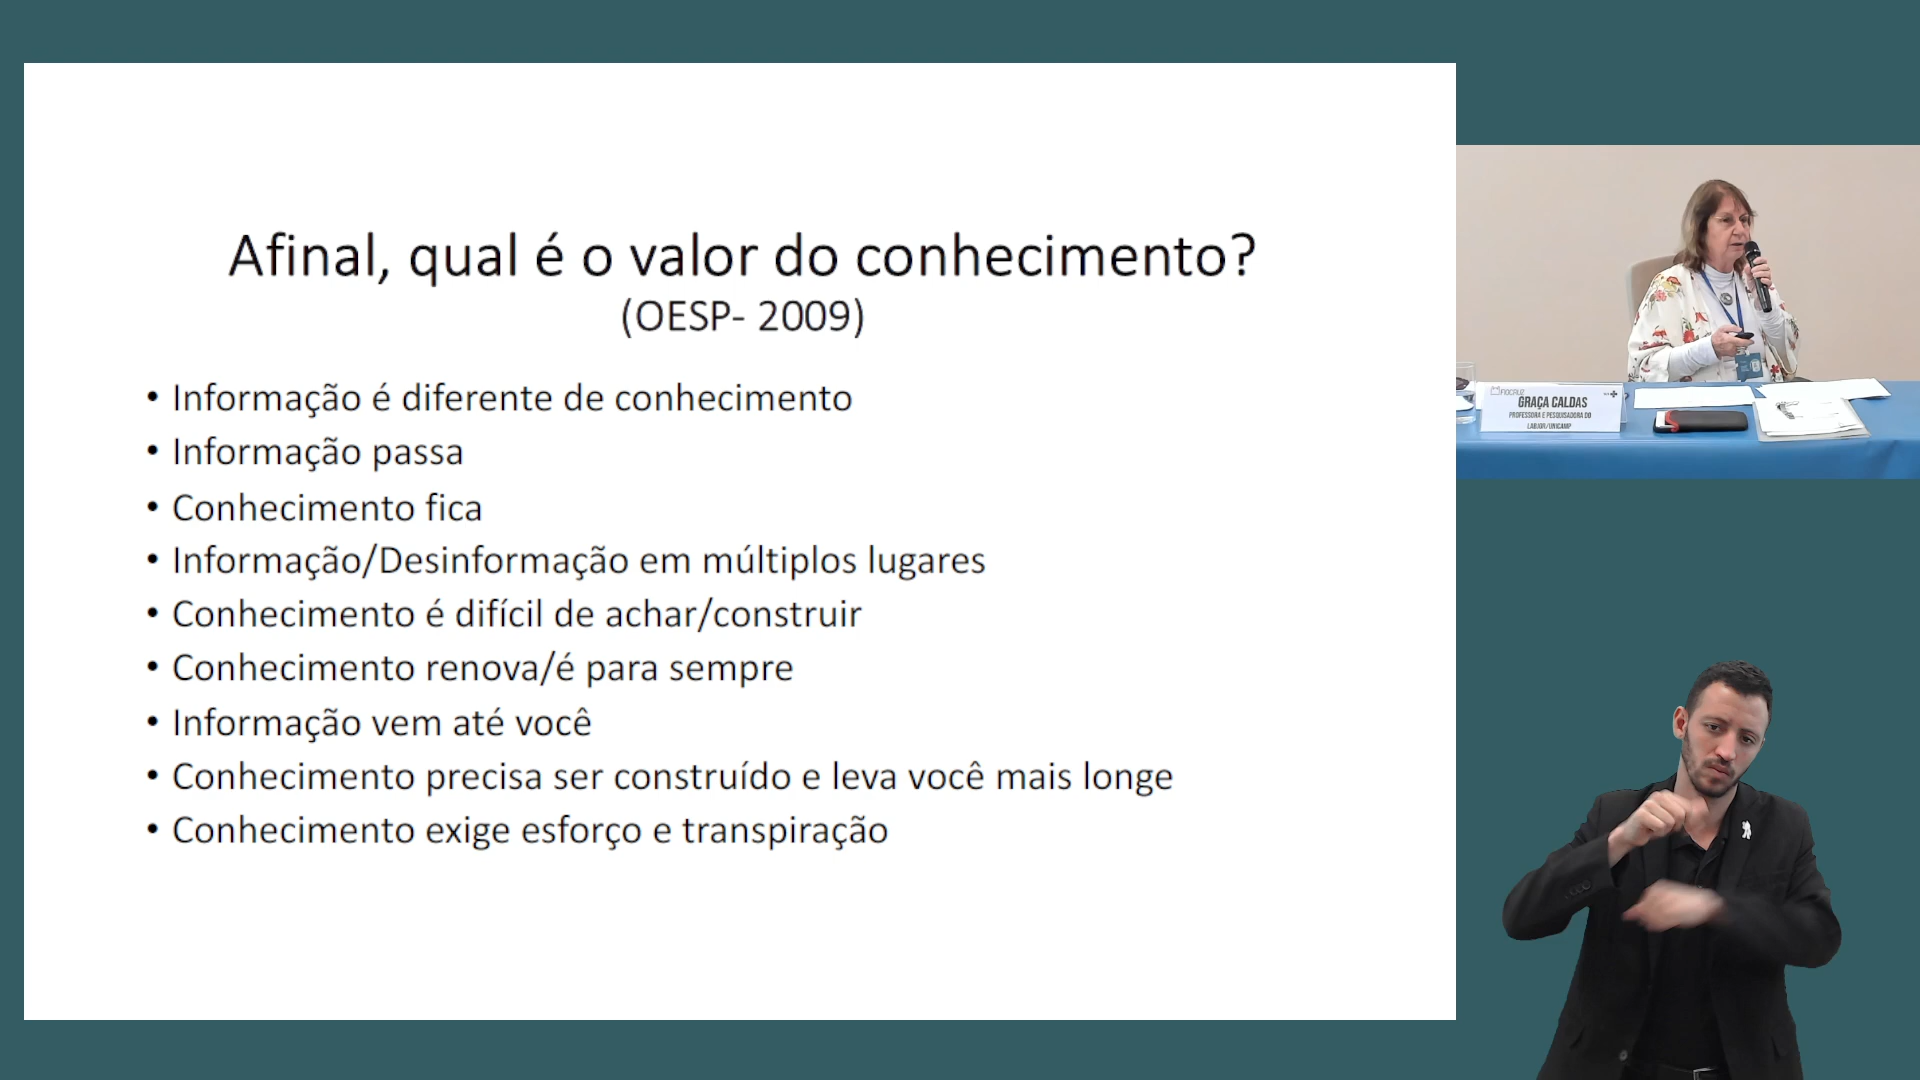 Afinal, qual é o valor do conhecimento?
(OESP- 2009)
• Informação é diferente de conhecimento
• Informação passa
• Conhecimento fica
• Informação/Desinformação em múltiplos lugares
• Conhecimento é difícil de achar/construir
• Conhecimento renova/é para sempre
• Informação vem até você
• Conhecimento precisa ser construído e leva você mais longe
• Conhecimento exige esforço e transpiração
FIOCRUZ
GRAÇA CALDAS
PROFESSORA E PESQUISADORA DO
LABJOR/UNICAMP